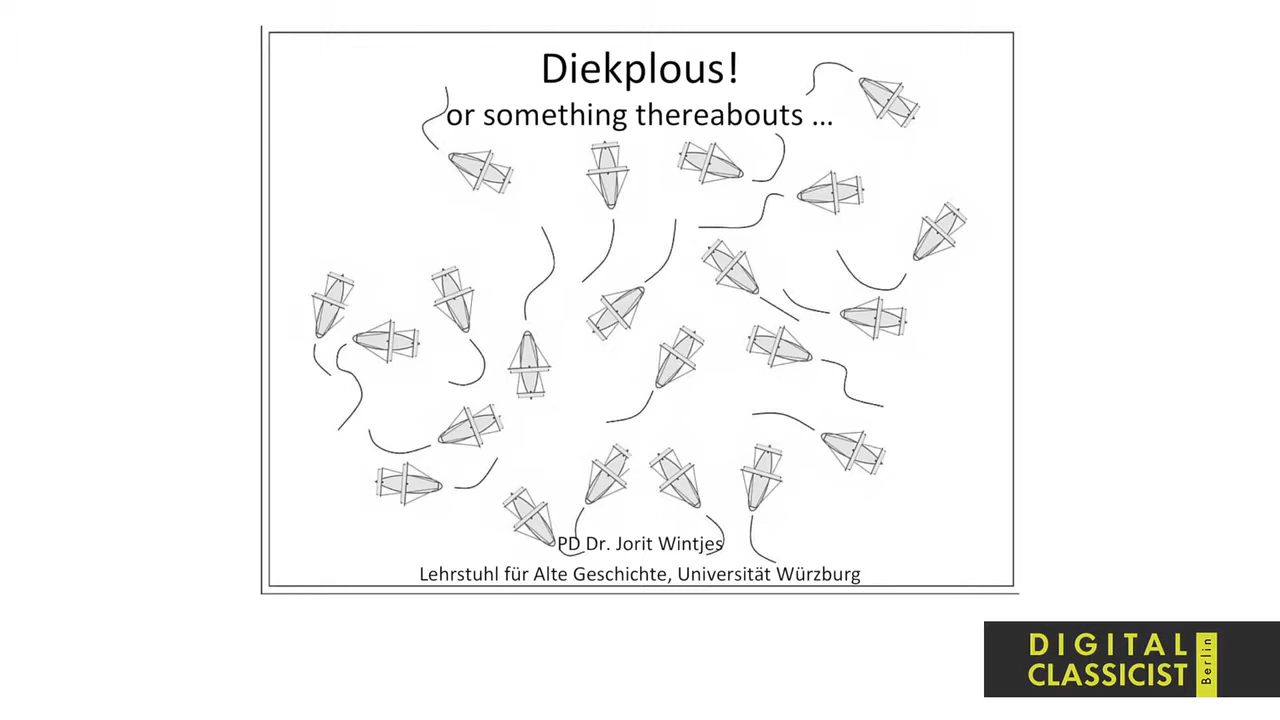 Diekplous!
or something thereabouts ...
PD Dr. Jorit Wintjes
Lehrstuhl für Alte Geschichte, Universität Würzburg
DIGITAL
CLASSICIST
Berlin